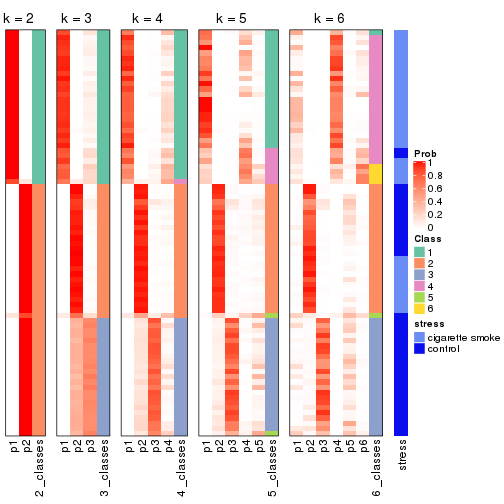 k = 2
k = 3
k = 4
k = 5
k = 6
Prob
1
0.8
0.6
0.4
0.2
0
Class
1
2
3
4
5
6
stress
cigarette smoke
control
p1
p2
2_classes
p1
p2
p3
3_classes
p1
p2
p3
p4
4_classes
p1
p2
p3
p4
p5
5_classes
p1
p2
p3
p4
p5
p6
6_classes
stress